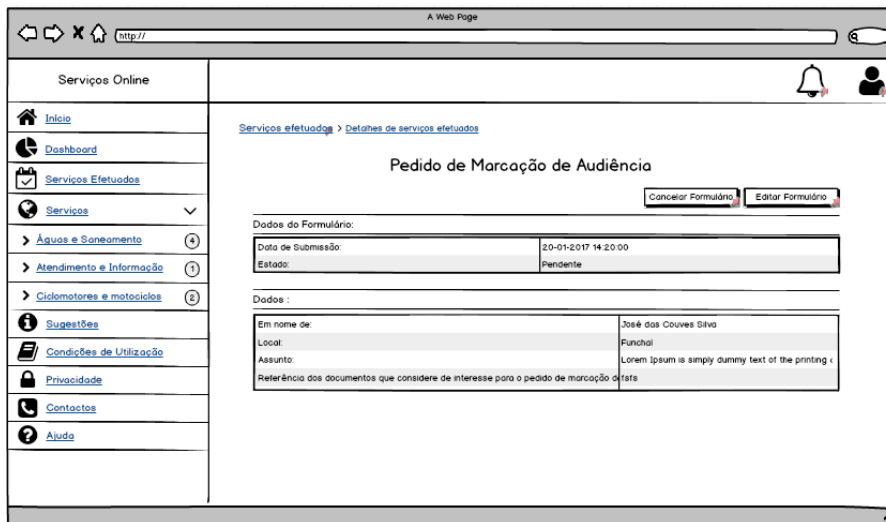 A Web Page
http://
Serviços Online
Início
Dashboard
Serviços Efetuados
Serviços
Águas e Saneamento 4
Atendimento e Informação 1
Ciclomotores e motociclos 2
Sugestões
Condições de Utilização
Privacidade
Contactos
Ajuda
Serviços efetuados > Detalhes de serviços efetuados
Pedido de Marcação de Audiência
Cancelar Formulário Editar Formulário
Dados do Formulário:
Data de Submissão: 20-01-2017 14:20:00
Estado: Pendente
Dados :
Em nome de: José das Couves Silva
Local: Funchal
Assunto: Lorem Ipsum is simply dummy text of the printing
Referência dos documentos que considere de interesse para o pedido de marcação d fsfs